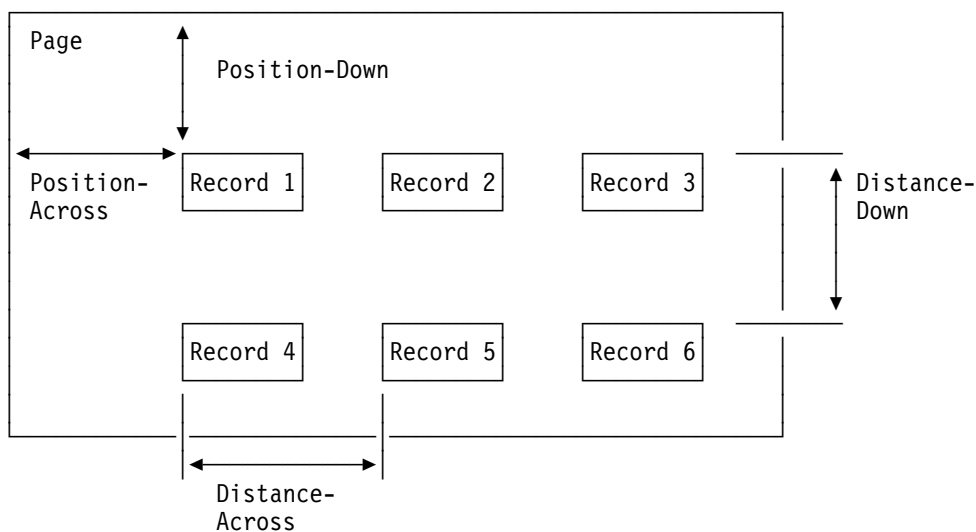 Page
Position-Down
Position-
Across
Record 1
Record 2
Record 3
Distance-
Down
Record 4
Record 5
Record 6
Distance-
Across